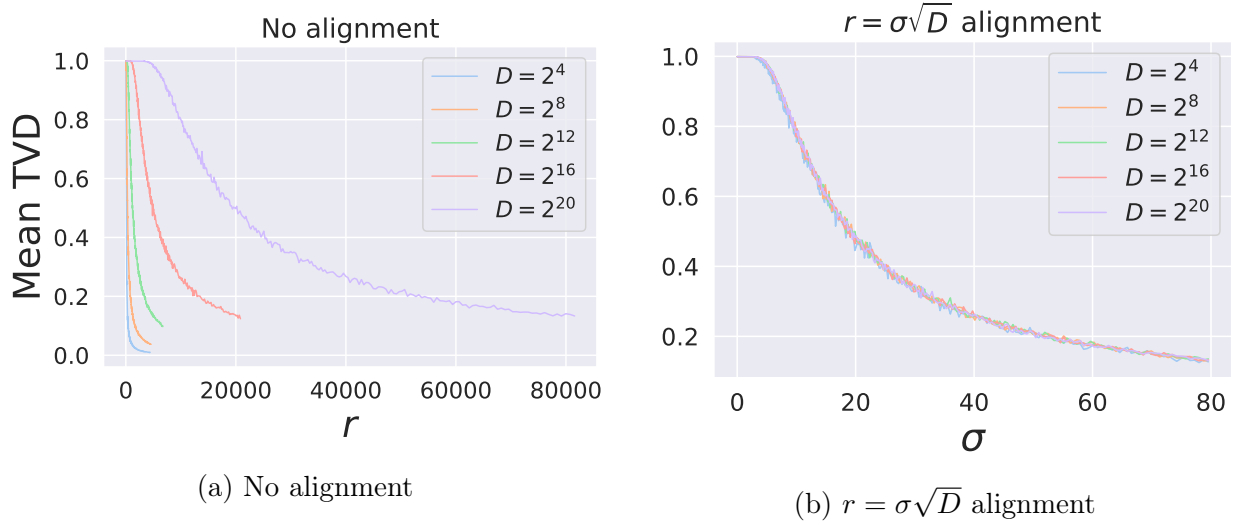 No alignment
1.0
0.8
0.6
0.4
0.2
0.0
Mean TVD
0
20000
40000
60000
80000
r
D = 2^4
D = 2^8
D = 2^12
D = 2^16
D = 2^20
(a) No alignment
r = σ√D alignment
1.0
0.8
0.6
0.4
0.2
0
20
40
60
80
σ
D = 2^4
D = 2^8
D = 2^12
D = 2^16
D = 2^20
(b) r = σ√D alignment